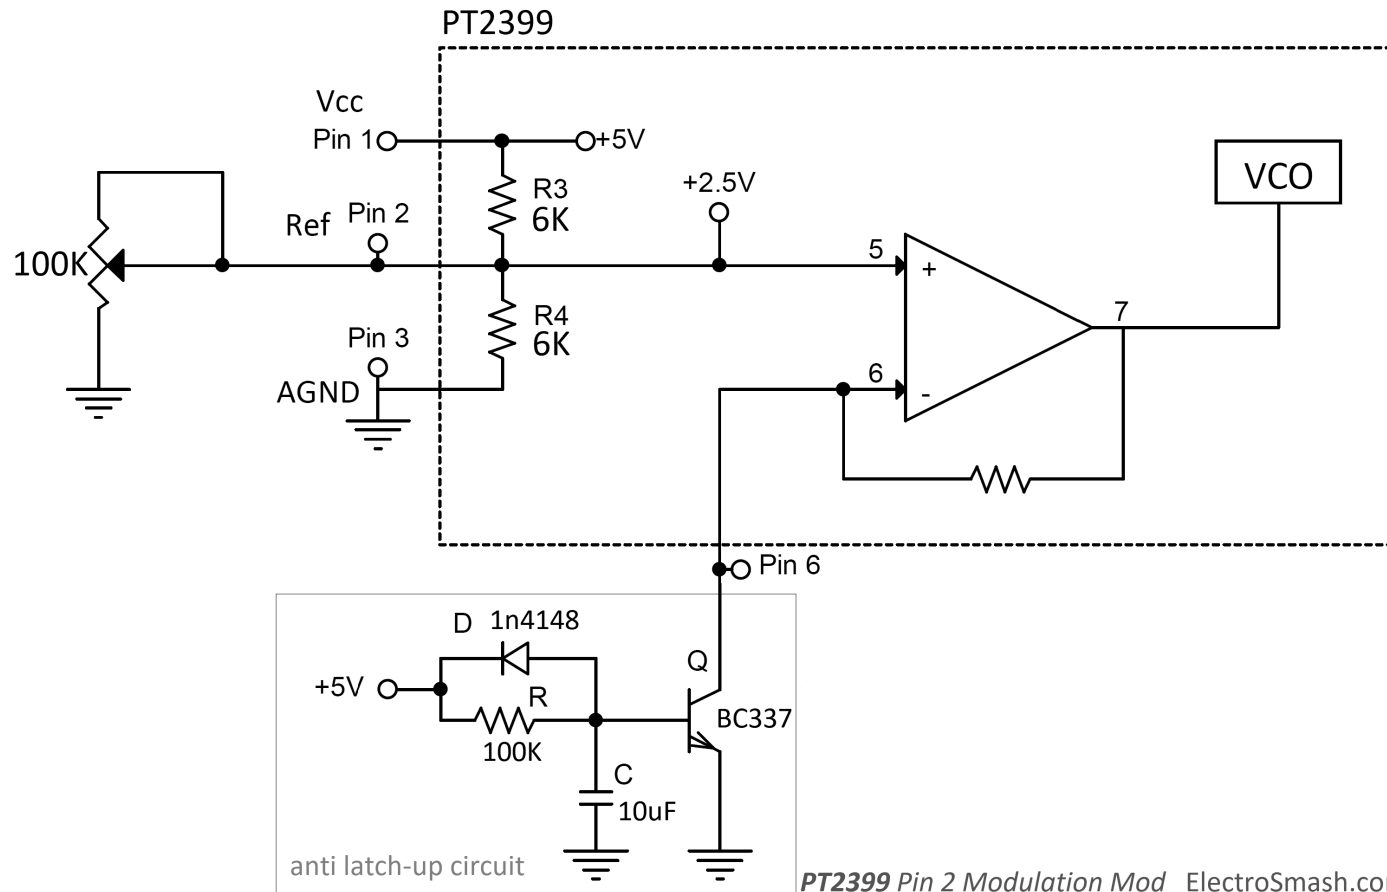 PT2399
Vcc
Pin 1
+5V
R3
6K
+2.5V
VCO
Ref
Pin 2
100K
5
+
7
R4
6K
Pin 3
AGND
6
-
Pin 6
D
1n4148
Q
+5V
R
100K
BC337
C
10uF
anti latch-up circuit
PT2399 Pin 2 Modulation Mod ElectroSmash.co